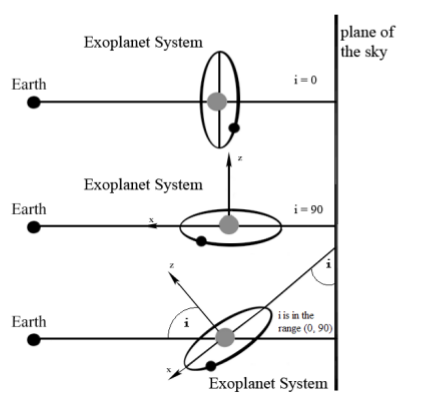 plane of
the sky
Exoplanet System
i = 0
Earth
z
Exoplanet System
Earth
i = 90
x
z
i
i
i is in the
range (0, 90)
Earth
x
Exoplanet System